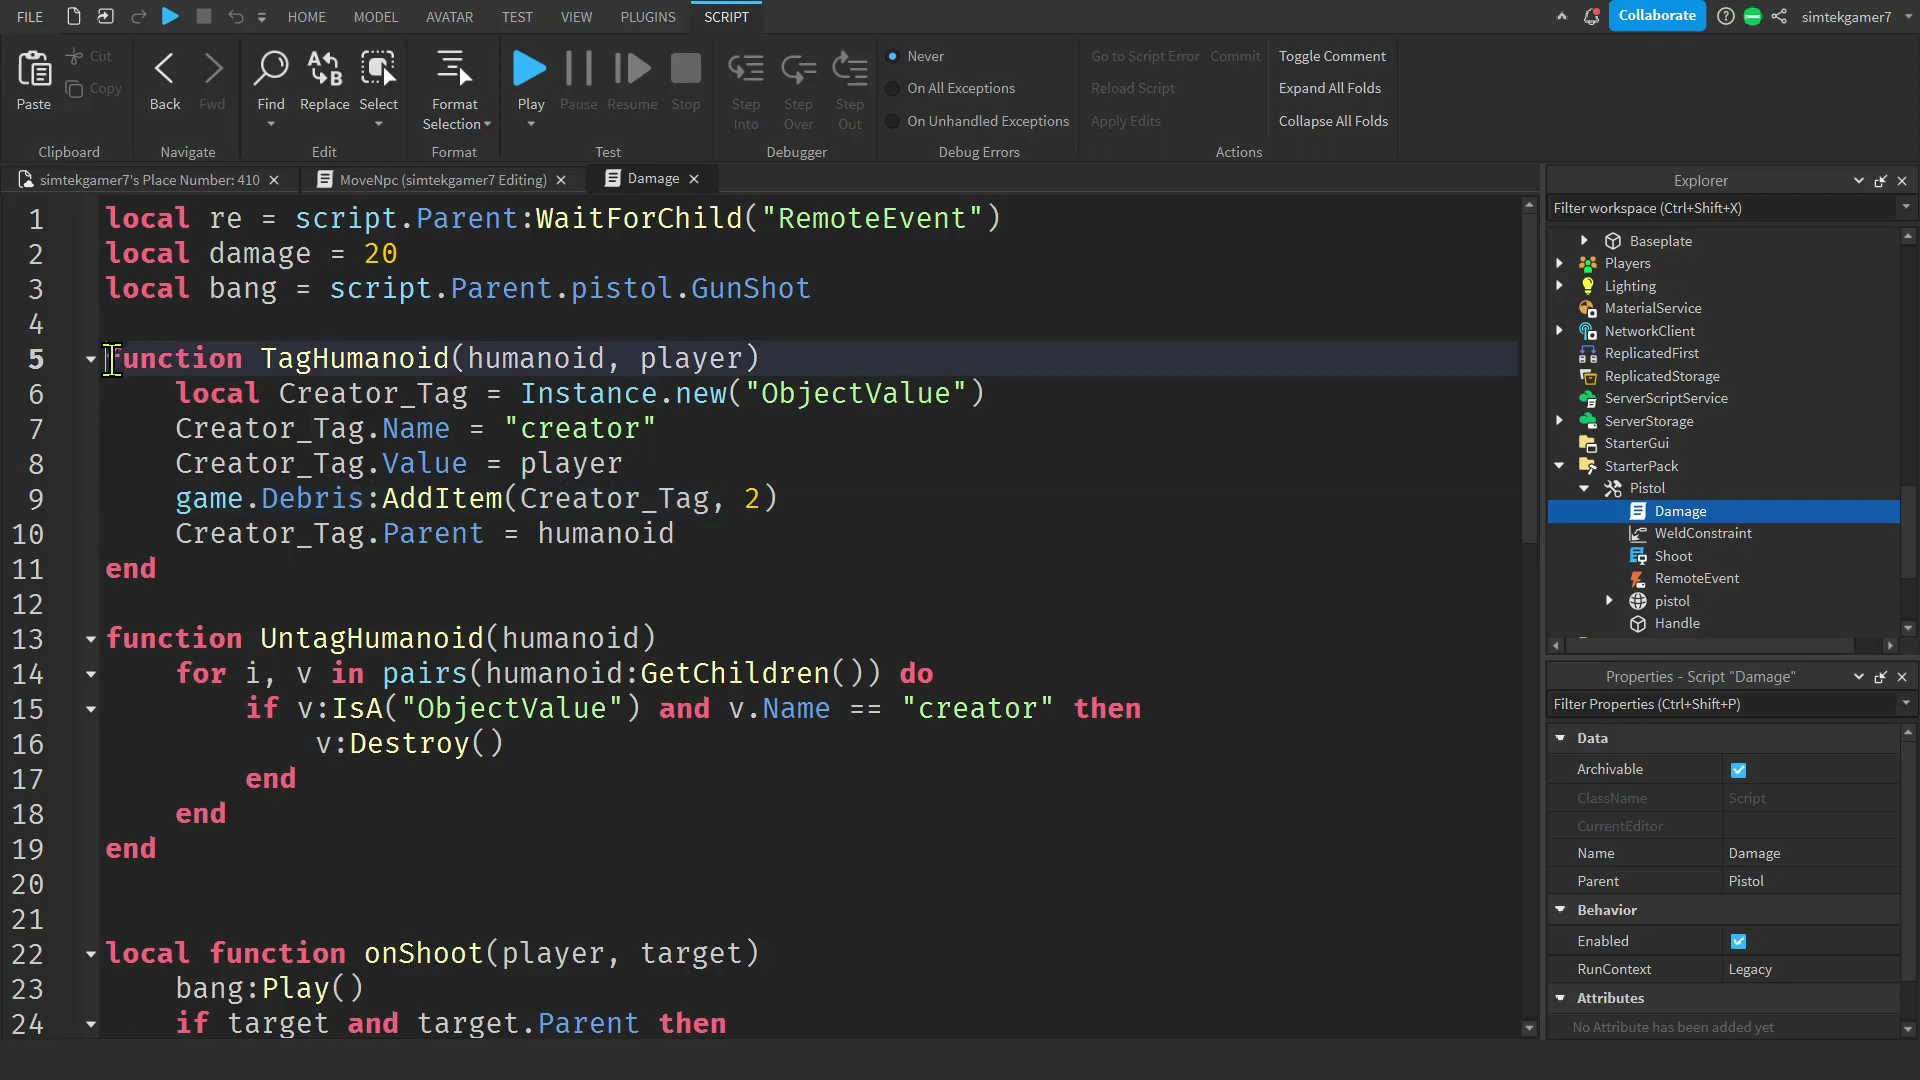 FILE HOME MODEL AVATAR TEST VIEW PLUGINS SCRIPT Collaborate simtekgamer7
Paste Cut Copy Back Fwd Find Replace Select Format Selection Play Pause Resume Stop Step Into Step Over Step Out
Never
On All Exceptions
On Unhandled Exceptions
Go to Script Error Commit
Reload Script
Apply Edits
Toggle Comment
Expand All Folds
Collapse All Folds
Clipboard Navigate Edit Format Test Debugger Debug Errors Actions
simtekgamer7's Place Number: 410 MoveNpc (simtekgamer7 Editing) Damage
1 local re = script.Parent:WaitForChild("RemoteEvent")
2 local damage = 20
3 local bang = script.Parent.pistol.GunShot
4
5 function TagHumanoid(humanoid, player)
6 local Creator_Tag = Instance.new("ObjectValue")
7 Creator_Tag.Name = "creator"
8 Creator_Tag.Value = player
9 game.Debris:AddItem(Creator_Tag, 2)
10 Creator_Tag.Parent = humanoid
11 end
12
13 function UntagHumanoid(humanoid)
14 for i, v in pairs(humanoid:GetChildren()) do
15 if v:IsA("ObjectValue") and v.Name == "creator" then
16 v:Destroy()
17 end
18 end
19 end
20
21
22 local function onShoot(player, target)
23 bang:Play()
24 if target and target.Parent then
Explorer
Filter workspace (Ctrl+Shift+X)
Baseplate
Players
Lighting
MaterialService
NetworkClient
ReplicatedFirst
ReplicatedStorage
ServerScriptService
ServerStorage
StarterGui
StarterPack
Pistol
Damage
WeldConstraint
Shoot
RemoteEvent
pistol
Handle
Properties - Script "Damage"
Filter Properties (Ctrl+Shift+P)
Data
Archivable
ClassName Script
CurrentEditor
Name Damage
Parent Pistol
Behavior
Enabled
RunContext Legacy
Attributes
No Attribute has been added yet